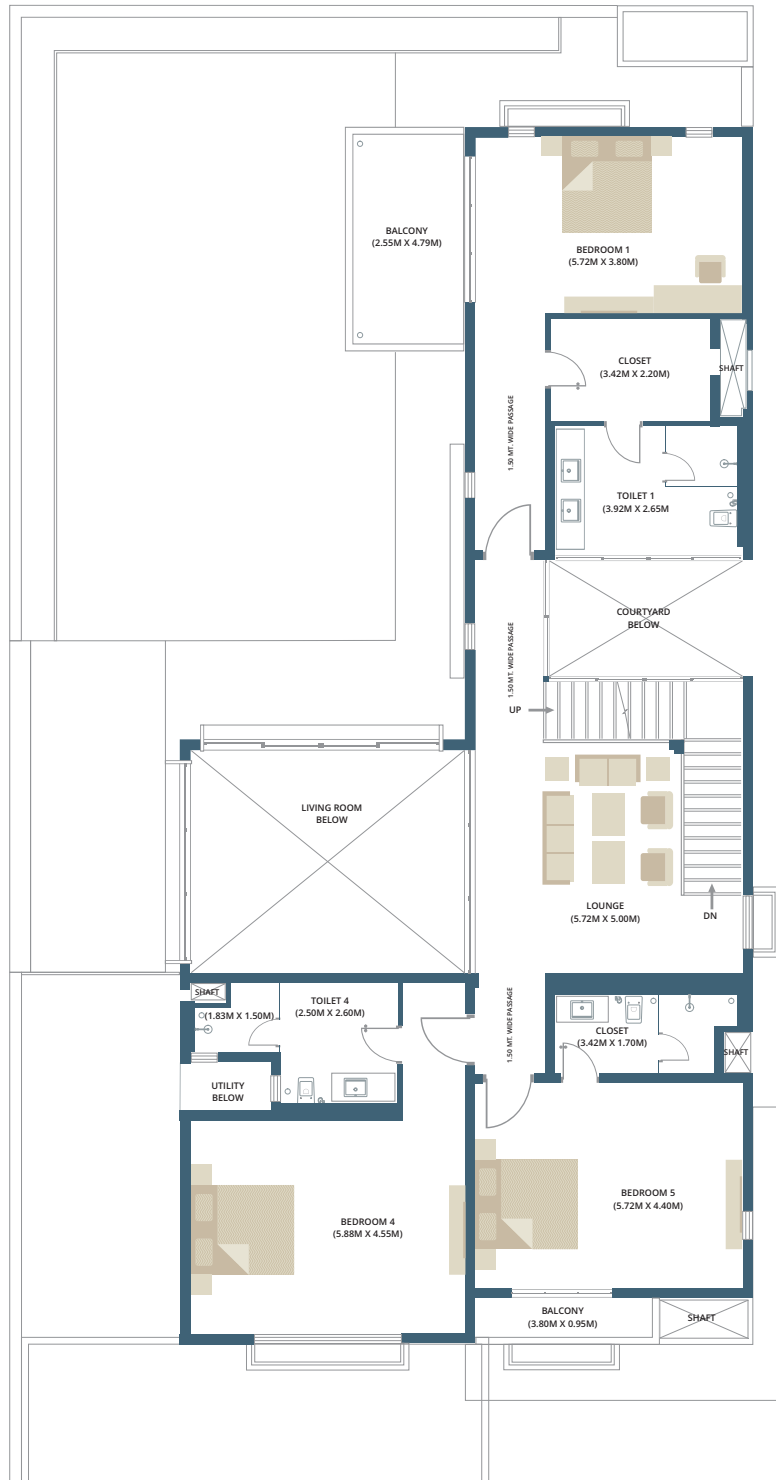 BALCONY
(2.55M X 4.79M)
BEDROOM 1
(5.72M X 3.80M)
CLOSET
(3.42M X 2.20M)
SHAFT
1.50 MT. WIDE PASSAGE
TOILET 1
(3.92M X 2.65M
COURTYARD
BELOW
1.50 MT. WIDE PASSAGE
UP
LIVING ROOM
BELOW
LOUNGE
(5.72M X 5.00M)
DN
SHAFT
(1.83M X 1.50M)
TOILET 4
(2.50M X 2.60M)
1.50 MT. WIDE PASSAGE
CLOSET
(3.42M X 1.70M)
SHAFT
UTILITY
BELOW
BEDROOM 4
(5.88M X 4.55M)
BEDROOM 5
(5.72M X 4.40M)
BALCONY
(3.80M X 0.95M)
SHAFT